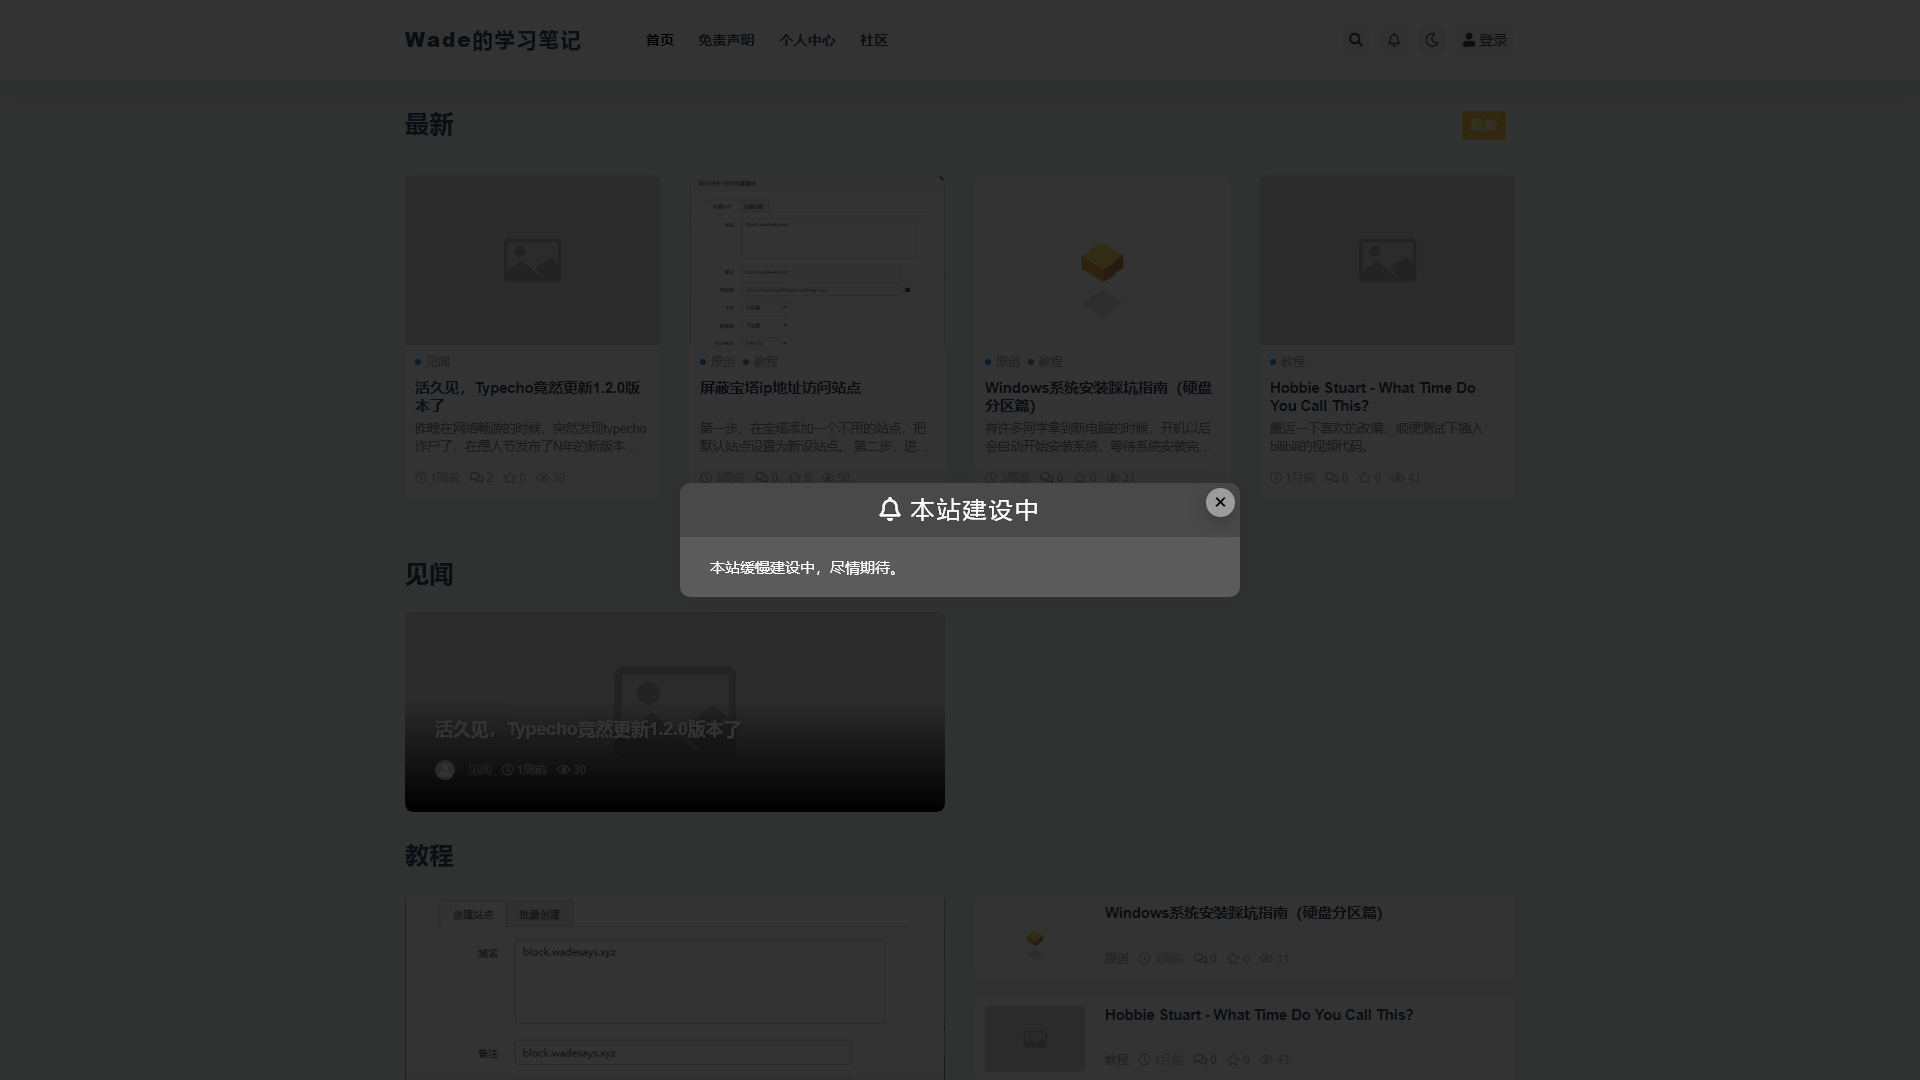 Wade的学习笔记
首页 免责声明 个人中心 社区
登录
最新
最新
见闻
活久见，Typecho竟然更新1.2.0版
本了
昨晚在网络畅游的时候，突然发现typecho
诈尸了，在愚人节发布了N年的新版本…
1周前 2 0 30
block.wadesays.xyz
block.wadesays.xyz
原创 教程
屏蔽宝塔ip地址访问站点
第一步，在宝塔添加一个不用的站点，把
默认站点设置为新设站点。 第二步，进…
3周前 0 0 50
原创 教程
Windows系统安装踩坑指南（硬盘
分区篇）
有许多同学拿到新电脑的时候，开机以后
会自动开始安装系统，等待系统安装完…
3周前 0 0 31
教程
Hobbie Stuart - What Time Do
You Call This?
搬运一下喜欢的改编，顺便测试下插入
bilibili的视频代码。
1月前 0 0 43
本站建设中
本站缓慢建设中，尽情期待。
见闻
活久见，Typecho竟然更新1.2.0版本了
见闻 1周前 30
教程
创建站点 批量创建
域名 block.wadesays.xyz
备注 block.wadesays.xyz
Windows系统安装踩坑指南（硬盘分区篇）
原创 3周前 0 0 31
Hobbie Stuart - What Time Do You Call This?
教程 1月前 0 0 43